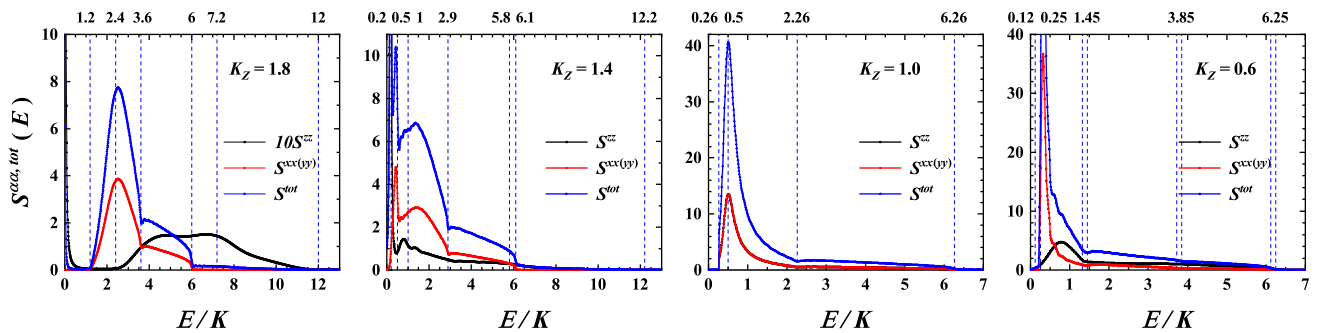 1.2 2.4 3.6 6 7.2 12
0.2 0.5 1 2.9 5.8 6.1 12.2
0.26 0.5 2.26 6.26
0.12 0.25 1.45 3.85 6.25
S^{αα, tot} (E)
10
8
6
4
2
0
K_Z = 1.8
10S^{zz}
S^{xx(yy)}
S^{tot}
0 2 4 6 8 10 12
E / K
10
8
6
4
2
0
K_Z = 1.4
S^{zz}
S^{xx(yy)}
S^{tot}
0 2 4 6 8 10 12
E / K
40
30
20
10
0
K_Z = 1.0
S^{zz}
S^{xx(yy)}
S^{tot}
0 1 2 3 4 5 6 7
E / K
40
30
20
10
0
K_Z = 0.6
S^{zz}
S^{xx(yy)}
S^{tot}
0 1 2 3 4 5 6 7
E / K